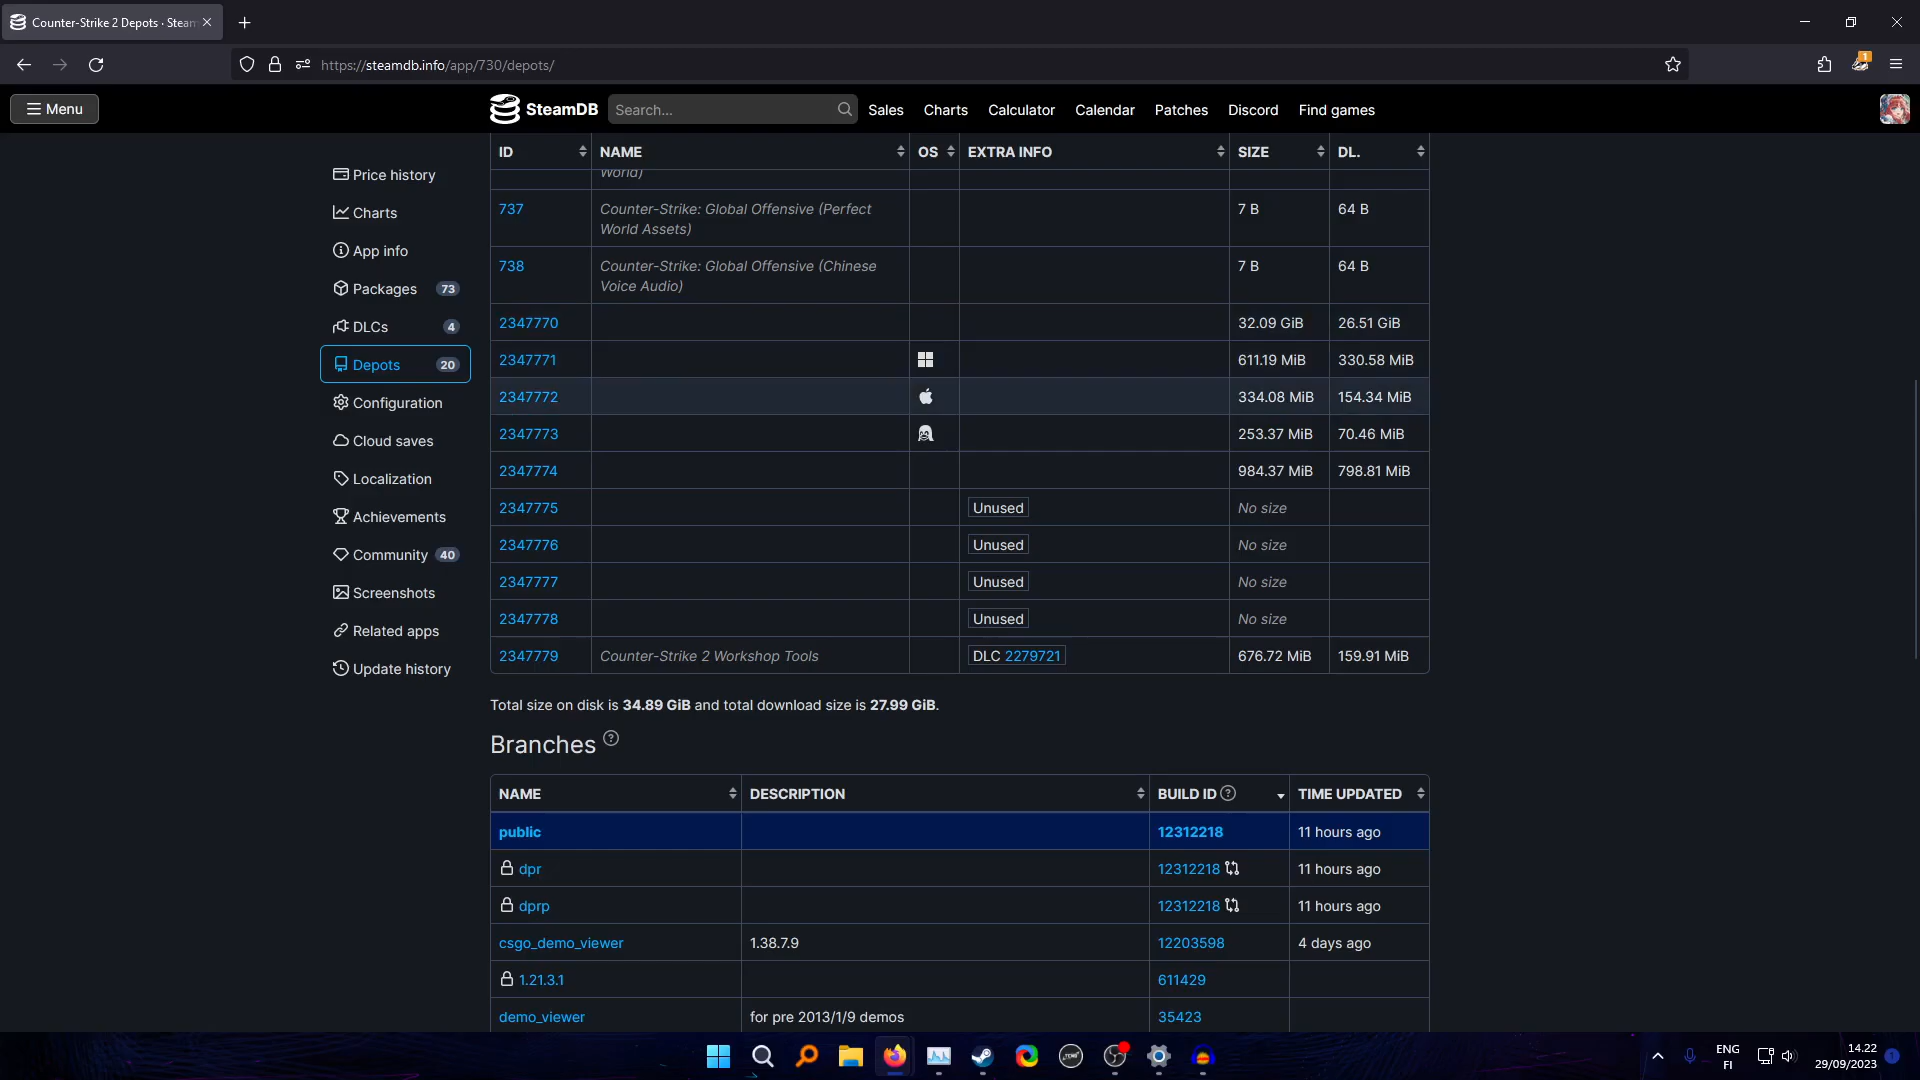 Counter-Strike 2 Depots · Steam
https://steamdb.info/app/730/depots/
1
Menu
SteamDB
Search...
Sales
Charts
Calculator
Calendar
Patches
Discord
Find games
Price history
Charts
App info
Packages 73
DLCs 4
Depots 20
Configuration
Cloud saves
Localization
Achievements
Community 40
Screenshots
Related apps
Update history
ID NAME OS EXTRA INFO SIZE DL.
World)
737 Counter-Strike: Global Offensive (Perfect 7 B 64 B
World Assets)
738 Counter-Strike: Global Offensive (Chinese 7 B 64 B
Voice Audio)
2347770 32.09 GiB 26.51 GiB
2347771 611.19 MiB 330.58 MiB
2347772 334.08 MiB 154.34 MiB
2347773 253.37 MiB 70.46 MiB
2347774 984.37 MiB 798.81 MiB
2347775 Unused No size
2347776 Unused No size
2347777 Unused No size
2347778 Unused No size
2347779 Counter-Strike 2 Workshop Tools DLC 2279721 676.72 MiB 159.91 MiB
Total size on disk is 34.89 GiB and total download size is 27.99 GiB.
Branches ?
NAME DESCRIPTION BUILD ID ? TIME UPDATED
public 12312218 11 hours ago
dpr 12312218 11 hours ago
dprp 12312218 11 hours ago
csgo_demo_viewer 1.38.7.9 12203598 4 days ago
1.21.3.1 611429
demo_viewer for pre 2013/1/9 demos 35423
ENG
FI
14.22
29/09/2023
1